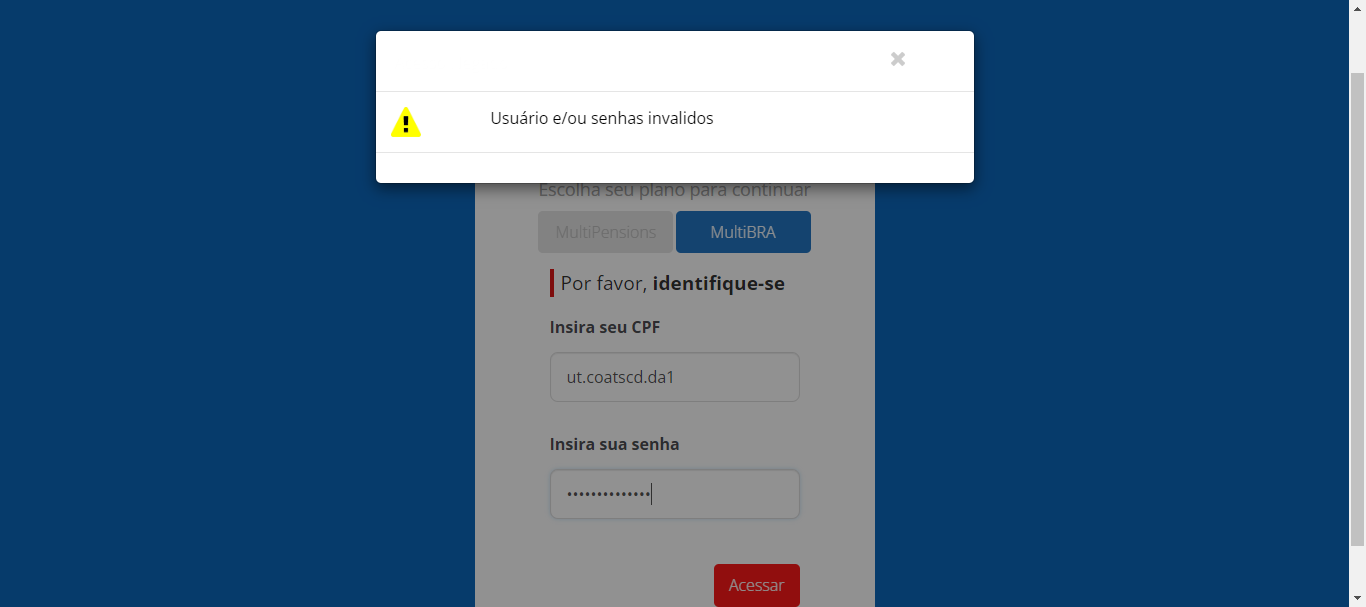 Usuário e/ou senhas invalidos
Escolha seu plano para continuar
MultiPensions
MultiBRA
Por favor, identifique-se
Insira seu CPF
ut.coatscd.da1
Insira sua senha
••••••••••••••
Acessar